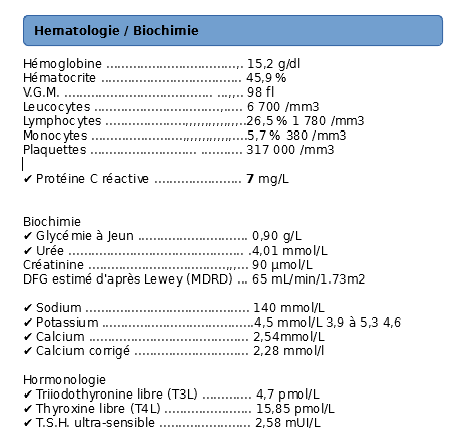 Hematologie / Biochimie
Hémoglobine ....................................,. 15,2 g/dl
Hématocrite ...................................... 45,9 %
V.G.M. ................................ ...,.. 98 fl
Leucocytes ..................................,..... 6 700 /mm3
Lymphocytes .......................,,,,,,,,,,,,,,...26,5 % 1 780 /mm3
Monocytes .........................,,,,,,,,,,,,,....5,7 % 380 /mm3
Plaquettes ................................... ........... 317 000 /mm3
✔ Protéine C réactive ....................... 7 mg/L
Biochimie
✔ Glycémie à Jeun ............................. 0,90 g/L
✔ Urée ......................................... .4,01 mmol/L
Créatinine .....................................,,,,... 90 µmol/L
DFG estimé d'après Lewey (MDRD) ... 65 mL/min/1.73m2
✔ Sodium ............................................ 140 mmol/L
✔ Potassium ........................................4,5 mmol/L 3,9 à 5,3 4,6
✔ Calcium ........................................... 2,54mmol/L
✔ Calcium corrigé ............................... 2,28 mmol/l
Hormonologie
✔ Triiodothyronine libre (T3L) ............. 4,7 pmol/L
✔ Thyroxine libre (T4L) ....................... 15,85 pmol/L
✔ T.S.H. ultra-sensible ......................... 2,58 mUI/L